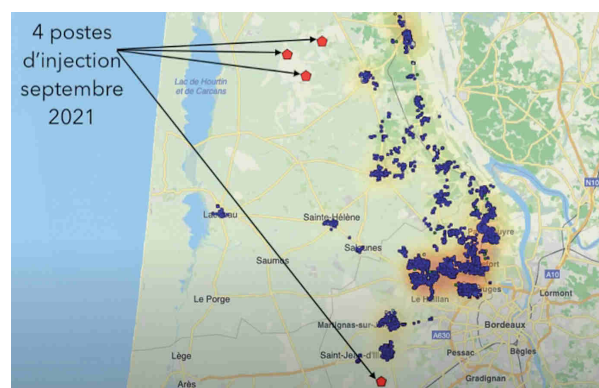 4 postes
d'injection
septembre
2021
Lac de Hourtin
et de Carcans
N10
Sainte-Hélène
Saumos
A10
Le Porge
Le Haillan
Lormont
Bordeaux
A630
Lège
Pessac
Bègles
Arès
Gradignan